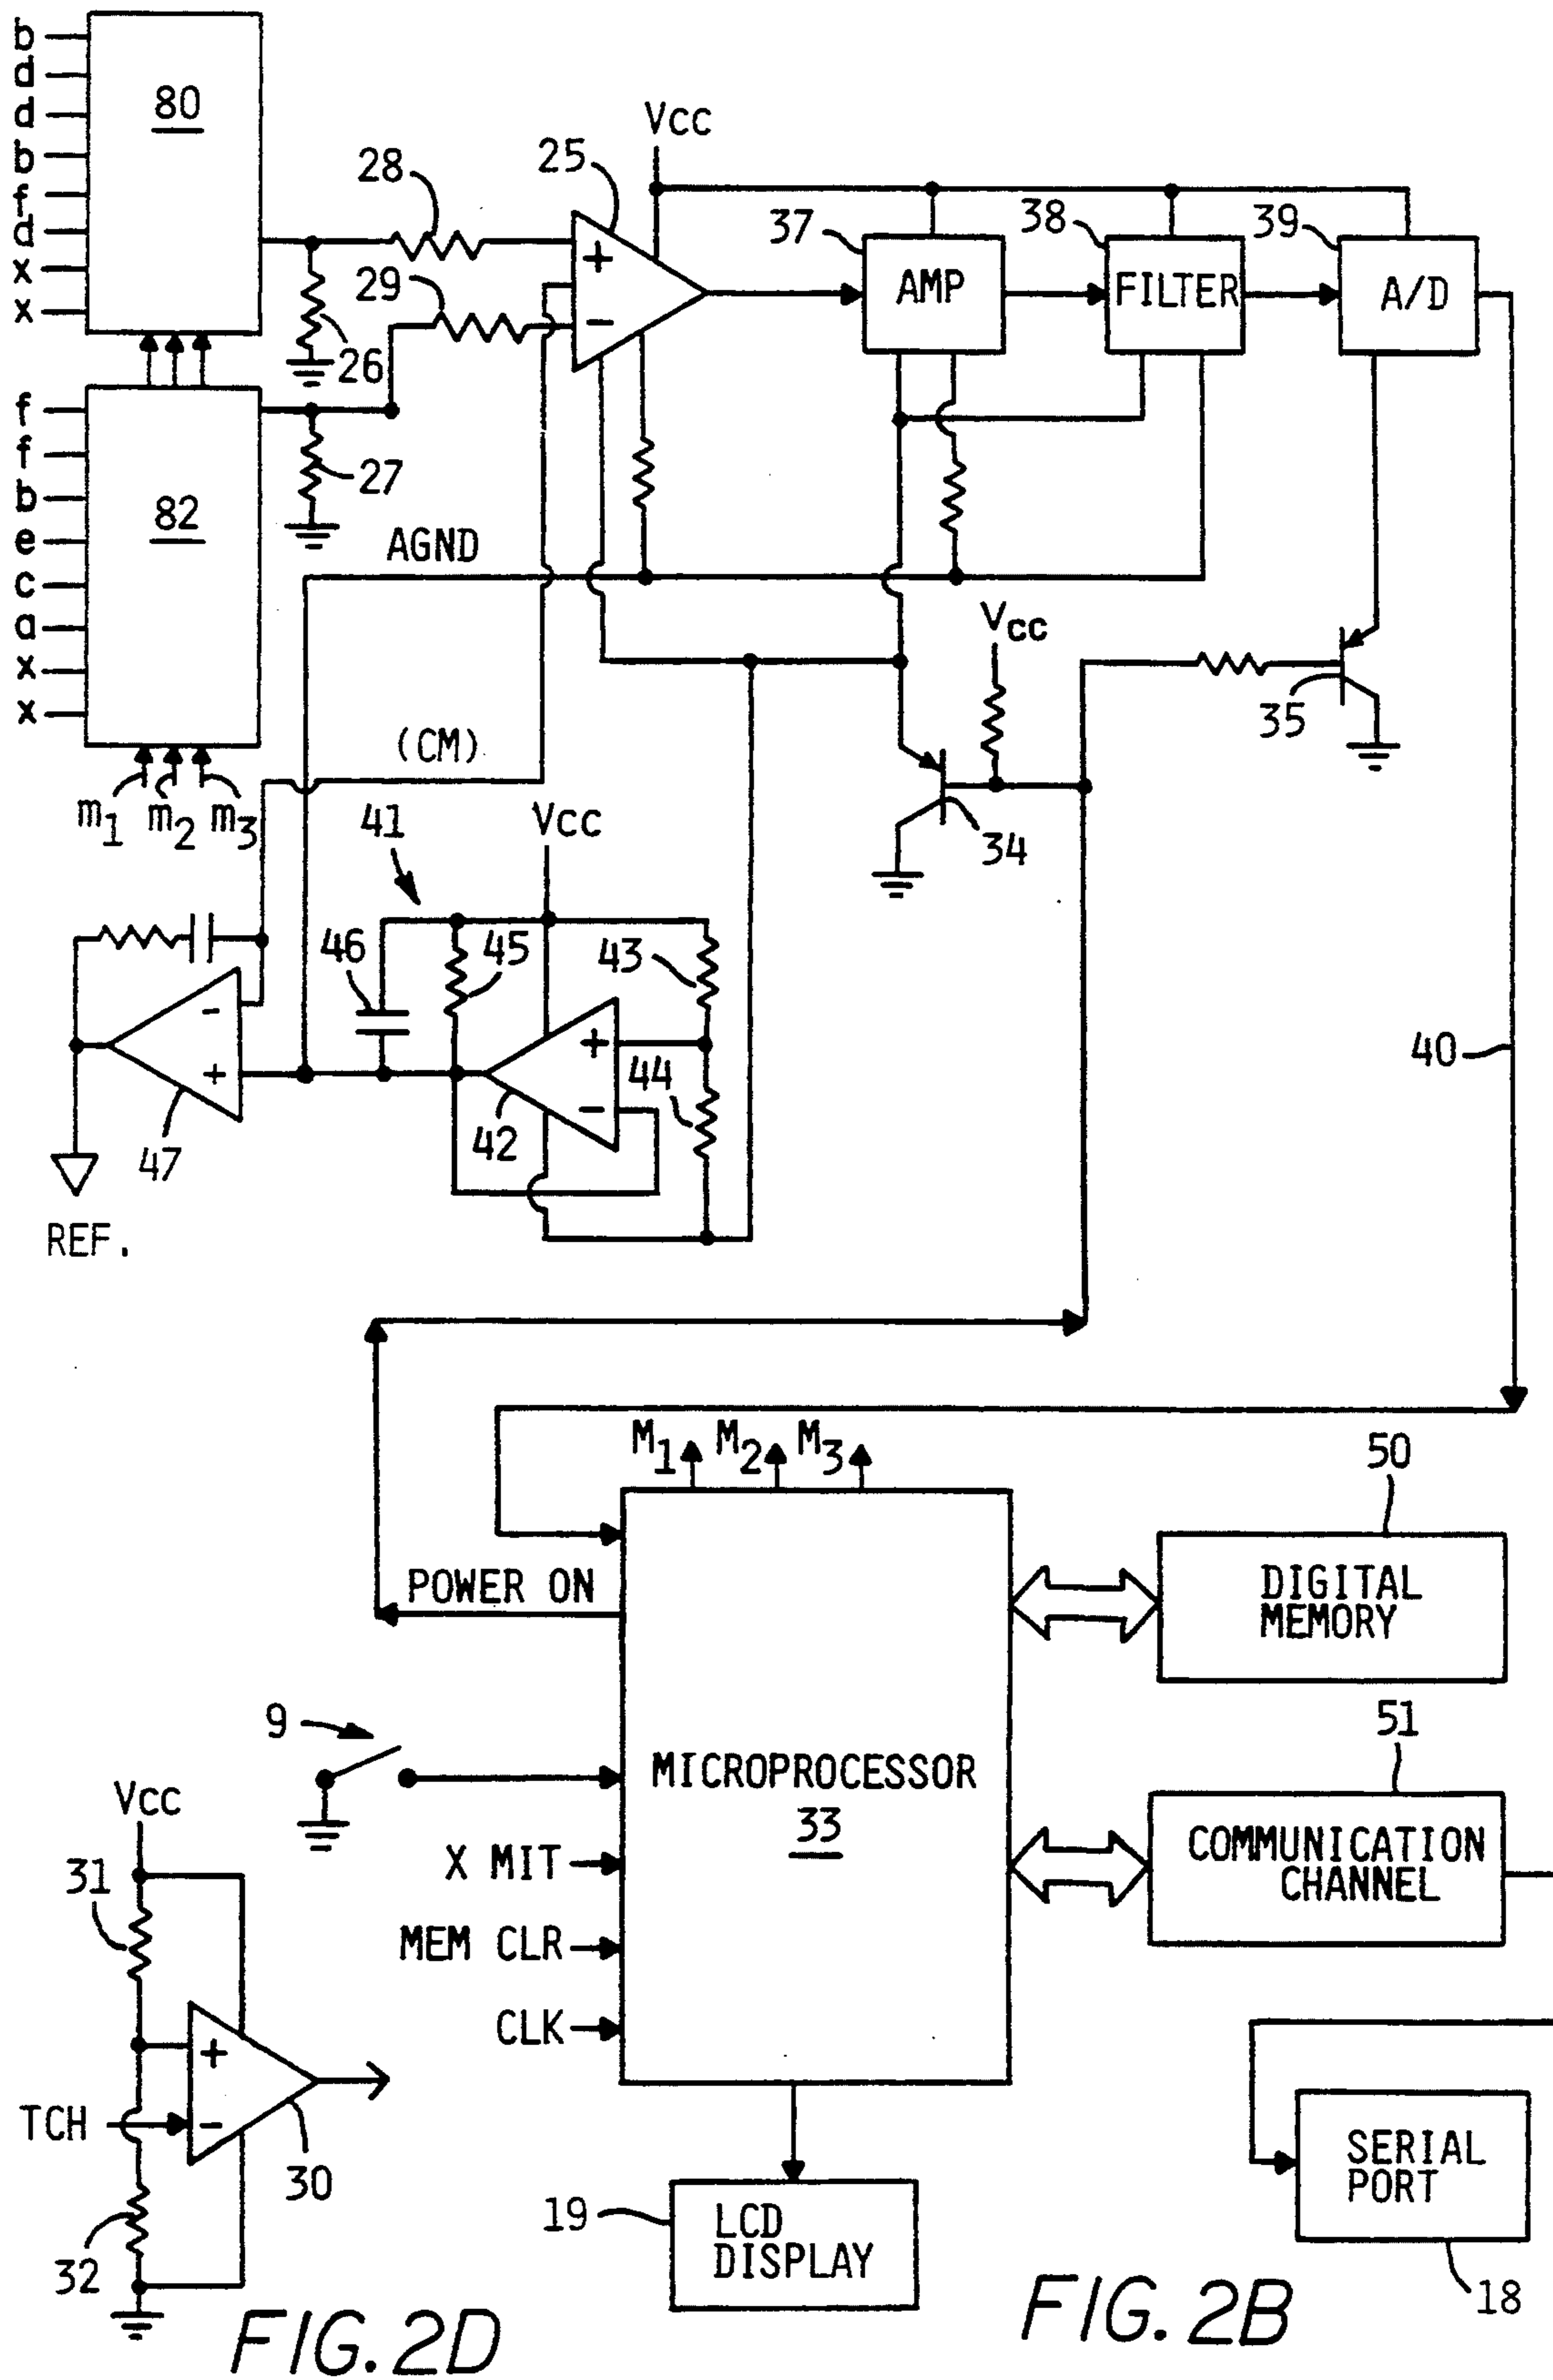 b
d
d
b
f
d
x
x
80
28
25
Vcc
37
AMP
38
FILTER
39
A/D
29
26
f
f
b
e
c
a
x
x
82
27
AGND
Vcc
35
(CM)
m1 m2 m3
34
41
Vcc
46
45
43
+
44
-
42
-
+
47
REF.
40
+
-
M1 M2 M3
50
DIGITAL
MEMORY
POWER ON
9
MICROPROCESSOR
33
51
COMMUNICATION
CHANNEL
X MIT
MEM CLR
CLK
Vcc
31
+
TCH
-
30
32
19
LCD
DISPLAY
SERIAL
PORT
18
FIG. 2D
FIG. 2B